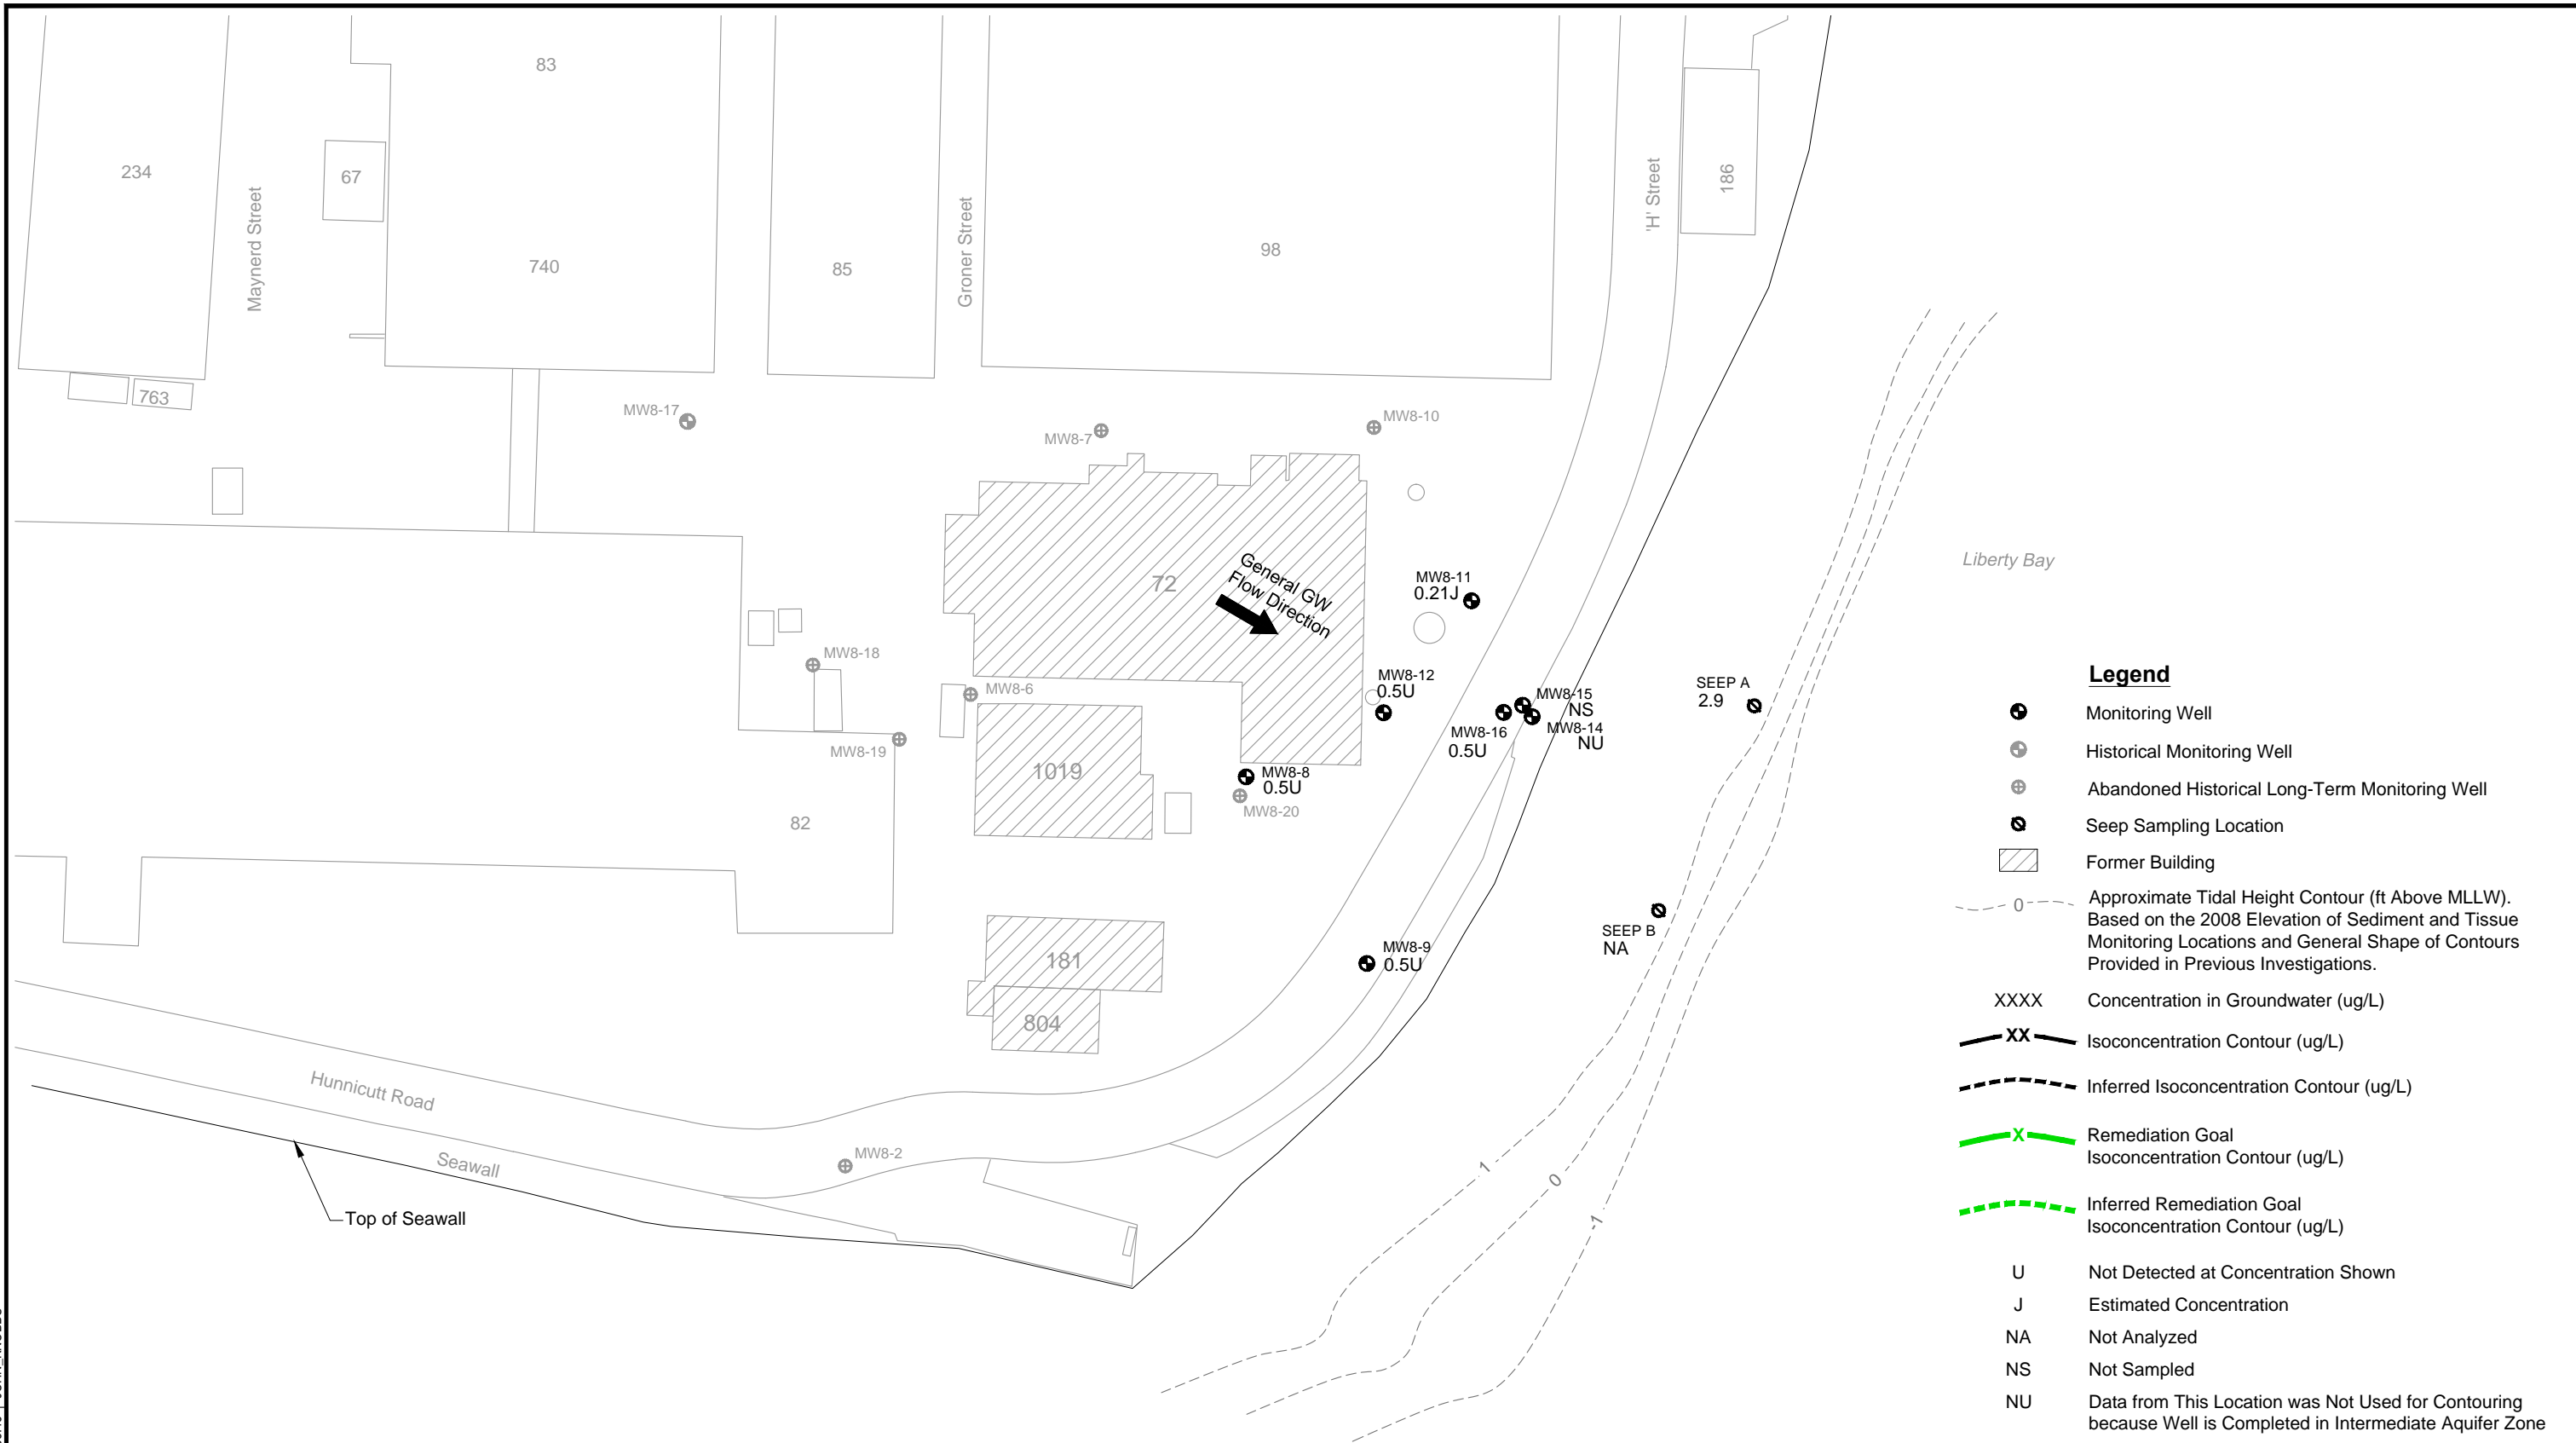 83
234
67
Maynerd Street
740
85
Groner Street
98
'H' Street
186
763
MW8-17
MW8-7
MW8-10
Liberty Bay
72
General GW
Flow Direction
MW8-11
0.21J
MW8-18
MW8-6
MW8-12
0.5U
MW8-15
NS
MW8-14
NU
MW8-16
0.5U
SEEP A
2.9
MW8-19
1019
MW8-8
0.5U
MW8-20
82
SEEP B
NA
MW8-9
0.5U
181
804
Hunnicutt Road
Seawall
MW8-2
Top of Seawall
1
0
-1
Legend
Monitoring Well
Historical Monitoring Well
Abandoned Historical Long-Term Monitoring Well
Seep Sampling Location
Former Building
0
Approximate Tidal Height Contour (ft Above MLLW).
Based on the 2008 Elevation of Sediment and Tissue
Monitoring Locations and General Shape of Contours
Provided in Previous Investigations.
XXXX Concentration in Groundwater (ug/L)
XX Isoconcentration Contour (ug/L)
Inferred Isoconcentration Contour (ug/L)
X Remediation Goal
Isoconcentration Contour (ug/L)
Inferred Remediation Goal
Isoconcentration Contour (ug/L)
U Not Detected at Concentration Shown
J Estimated Concentration
NA Not Analyzed
NS Not Sampled
NU Data from This Location was Not Used for Contouring
because Well is Completed in Intermediate Aquifer Zone